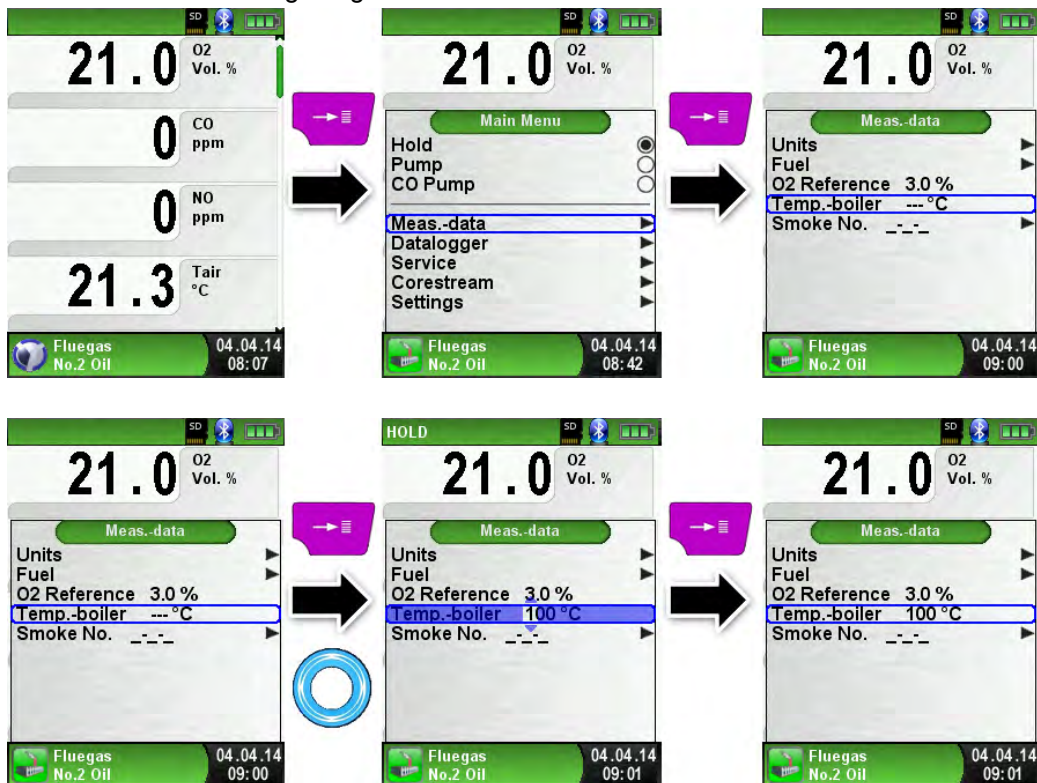 SD
21.0 O2
Vol. %
0 CO
ppm
0 NO
ppm
21.3 Tair
°C
Fluegas 04.04.14
No.2 Oil 08:07
SD
21.0 O2
Vol. %
Main Menu
Hold
Pump
CO Pump
Meas.-data
Datalogger
Service
Corestream
Settings
Fluegas 04.04.14
No.2 Oil 08:42
SD
21.0 O2
Vol. %
Meas.-data
Units
Fuel
O2 Reference 3.0 %
Temp.-boiler --- °C
Smoke No. _-_-_
Fluegas 04.04.14
No.2 Oil 09:00
SD
21.0 O2
Vol. %
Meas.-data
Units
Fuel
O2 Reference 3.0 %
Temp.-boiler --- °C
Smoke No. _-_-_
Fluegas 04.04.14
No.2 Oil 09:00
HOLD SD
21.0 O2
Vol. %
Meas.-data
Units
Fuel
O2 Reference 3.0 %
Temp.-boiler 100 °C
Smoke No. _-_-_
Fluegas 04.04.14
No.2 Oil 09:01
SD
21.0 O2
Vol. %
Meas.-data
Units
Fuel
O2 Reference 3.0 %
Temp.-boiler 100 °C
Smoke No. _-_-_
Fluegas 04.04.14
No.2 Oil 09:01